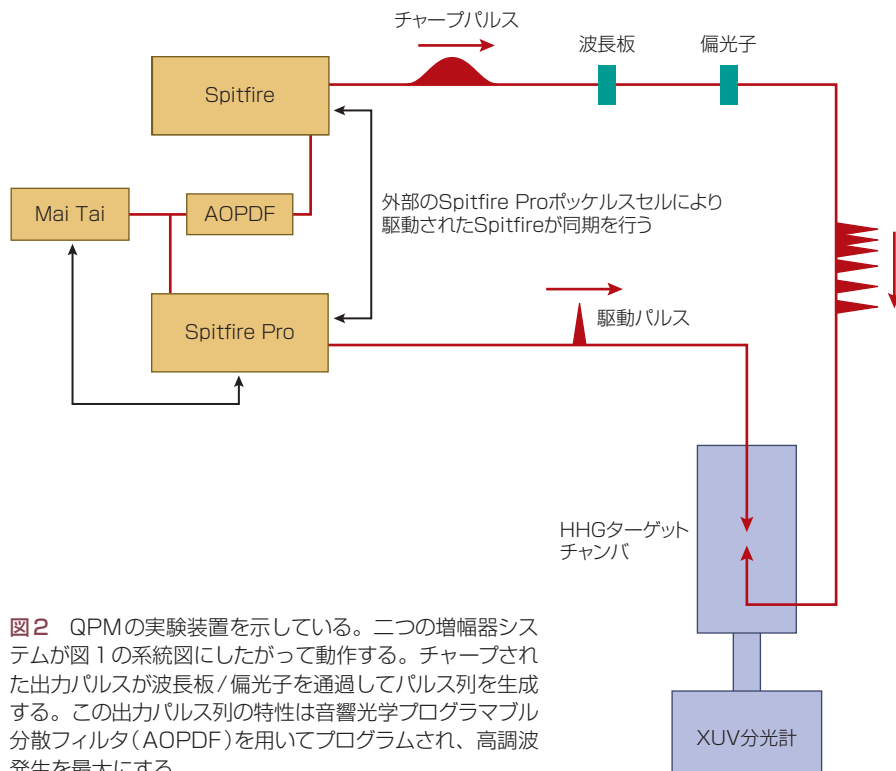 チャープパルス
波長板
偏光子
Spitfire
外部のSpitfire Proポッケルスセルにより
駆動されたSpitfireが同期を行う
Mai Tai
AOPDF
Spitfire Pro
駆動パルス
HHGターゲット
チャンバ
図2 QPMの実験装置を示している。二つの増幅器シス
テムが図1の系統図にしたがって動作する。チャープされ
た出力パルスが波長板/偏光子を通過してパルス列を生成
する。この出力パルス列の特性は音響光学プログラマブル
分散フィルタ(AOPDF)を用いてプログラムされ、高調波
発生を最大にする。
XUV分光計